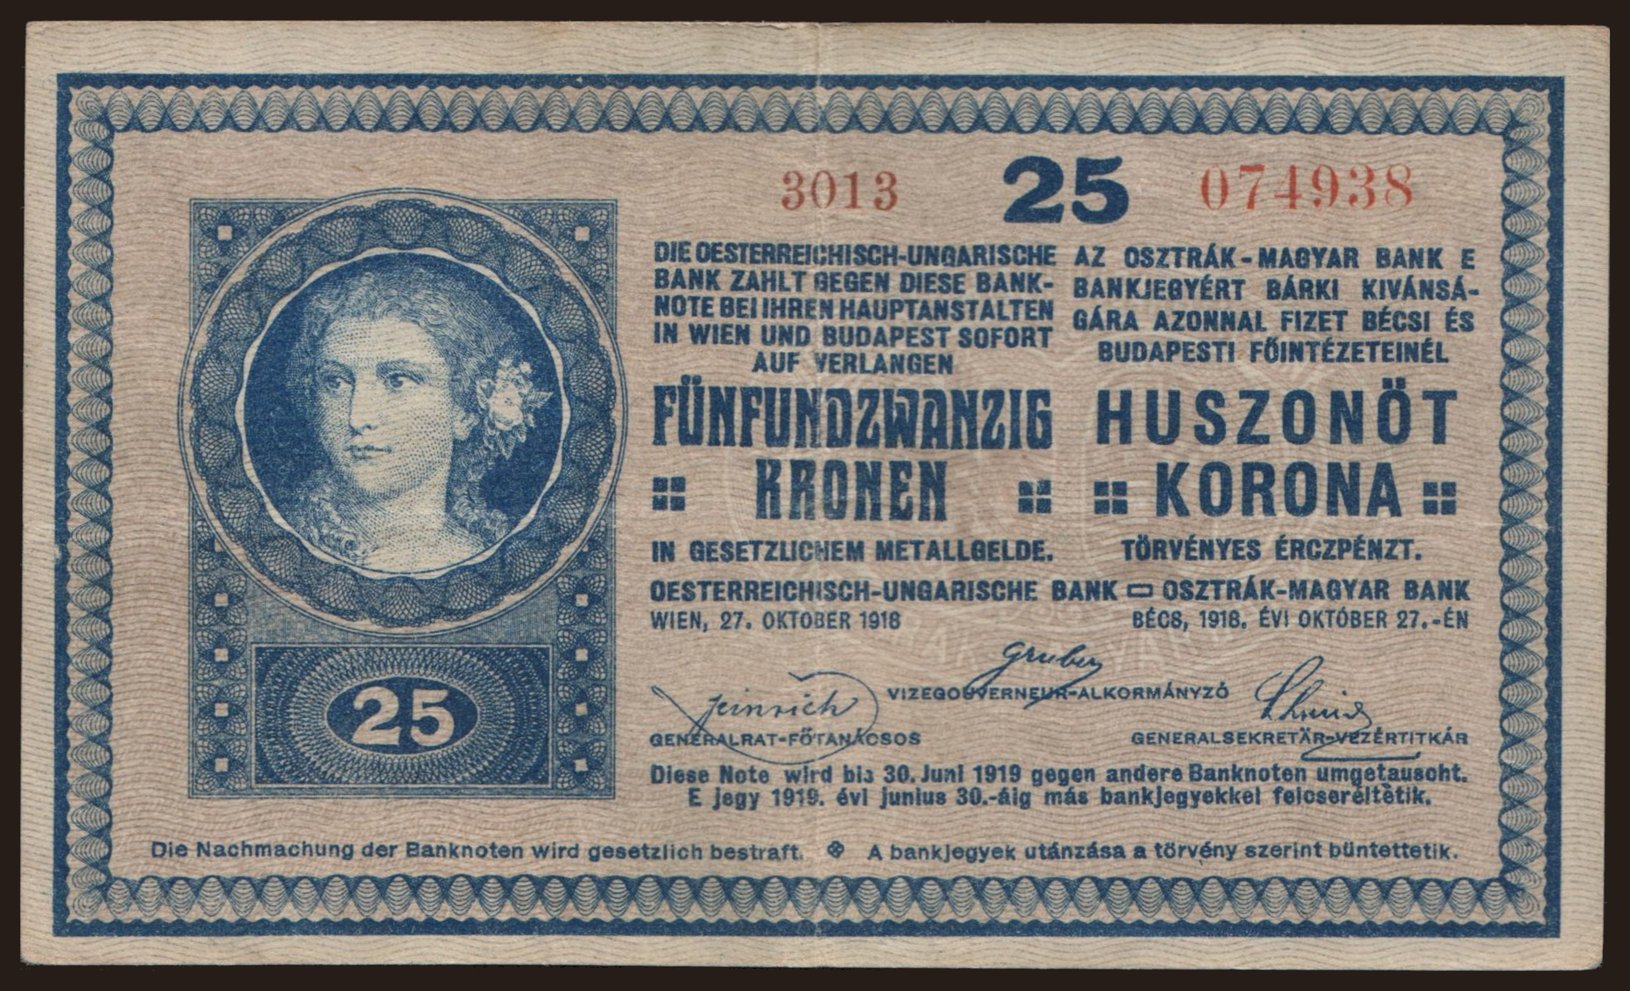 3013 25 074938
DIE OESTERREICHISCH-UNGARISCHE
BANK ZAHLT GEGEN DIESE BANK-
NOTE BEI IHREN HAUPTANSTALTEN
IN WIEN UND BUDAPEST SOFORT
AUF VERLANGEN
FÜNFUNDZWANZIG
KRONEN
IN GESETZLICHEM METALLGELDE.
AZ OSZTRÁK-MAGYAR BANK E
BANKJEGYÉRT BÁRKI KIVÁNSÁ-
GÁRA AZONNAL FIZET BÉCSI ÉS
BUDAPESTI FŐINTÉZETEINÉL
HUSZONÖT
KORONA
TÖRVÉNYES ÉRCZPÉNZT.
OESTERREICHISCH-UNGARISCHE BANK OSZTRÁK-MAGYAR BANK
WIEN, 27. OKTOBER 1918 BÉCS, 1918. ÉVI OKTÓBER 27.-ÉN
Gruber
VIZEGOUVERNEUR-ALKORMÁNYZÓ
25
GENERALRAT-FŐTANÁCSOS GENERALSEKRETÄR-VEZÉRTITKÁR
Diese Note wird bis 30. Juni 1919 gegen andere Banknoten umgetauscht.
E jegy 1919. évi junius 30.-áig más bankjegyekkel felcseréltetik.
Die Nachmachung der Banknoten wird gesetzlich bestraft. A bankjegyek utánzása a törvény szerint büntettetik.